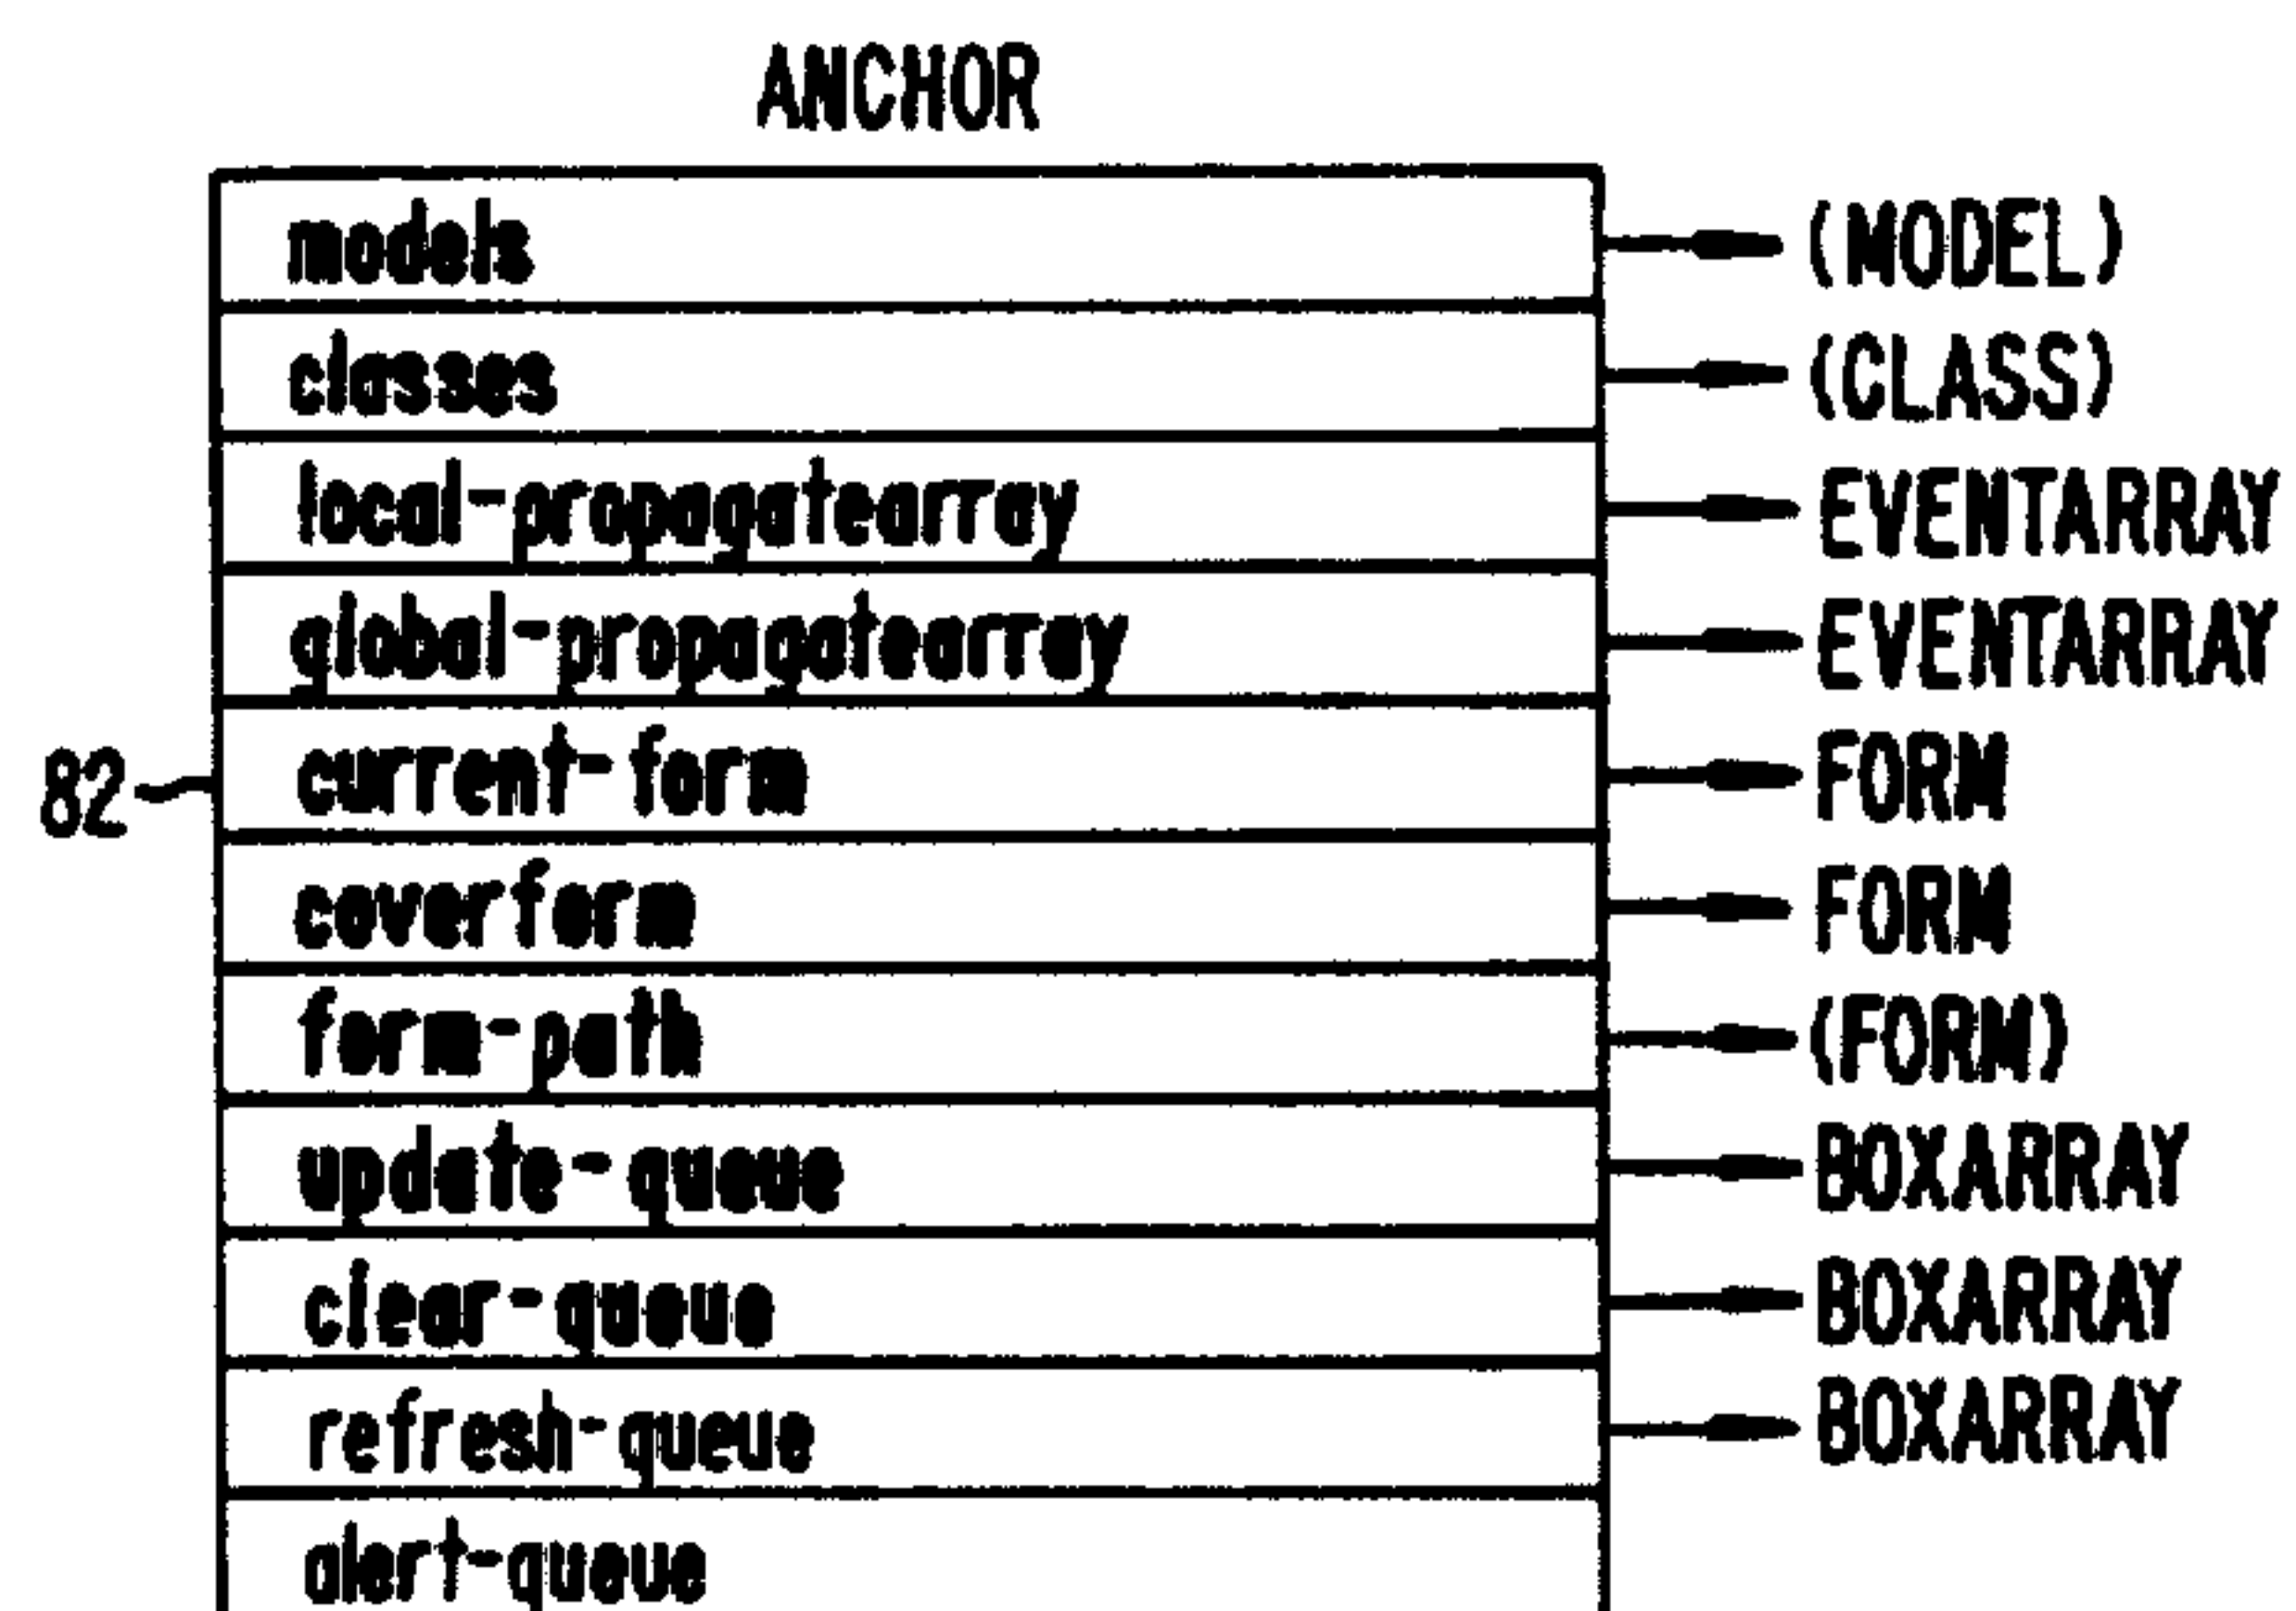 ANCHOR
models (MODEL)
classes (CLASS)
local-propagatearray EVENTARRAY
global-propagatearray EVENTARRAY
82 current-form FORM
coverform FORM
form-path (FORM)
update-queue BOXARRAY
clear-queue BOXARRAY
refresh-queue BOXARRAY
alert-queue